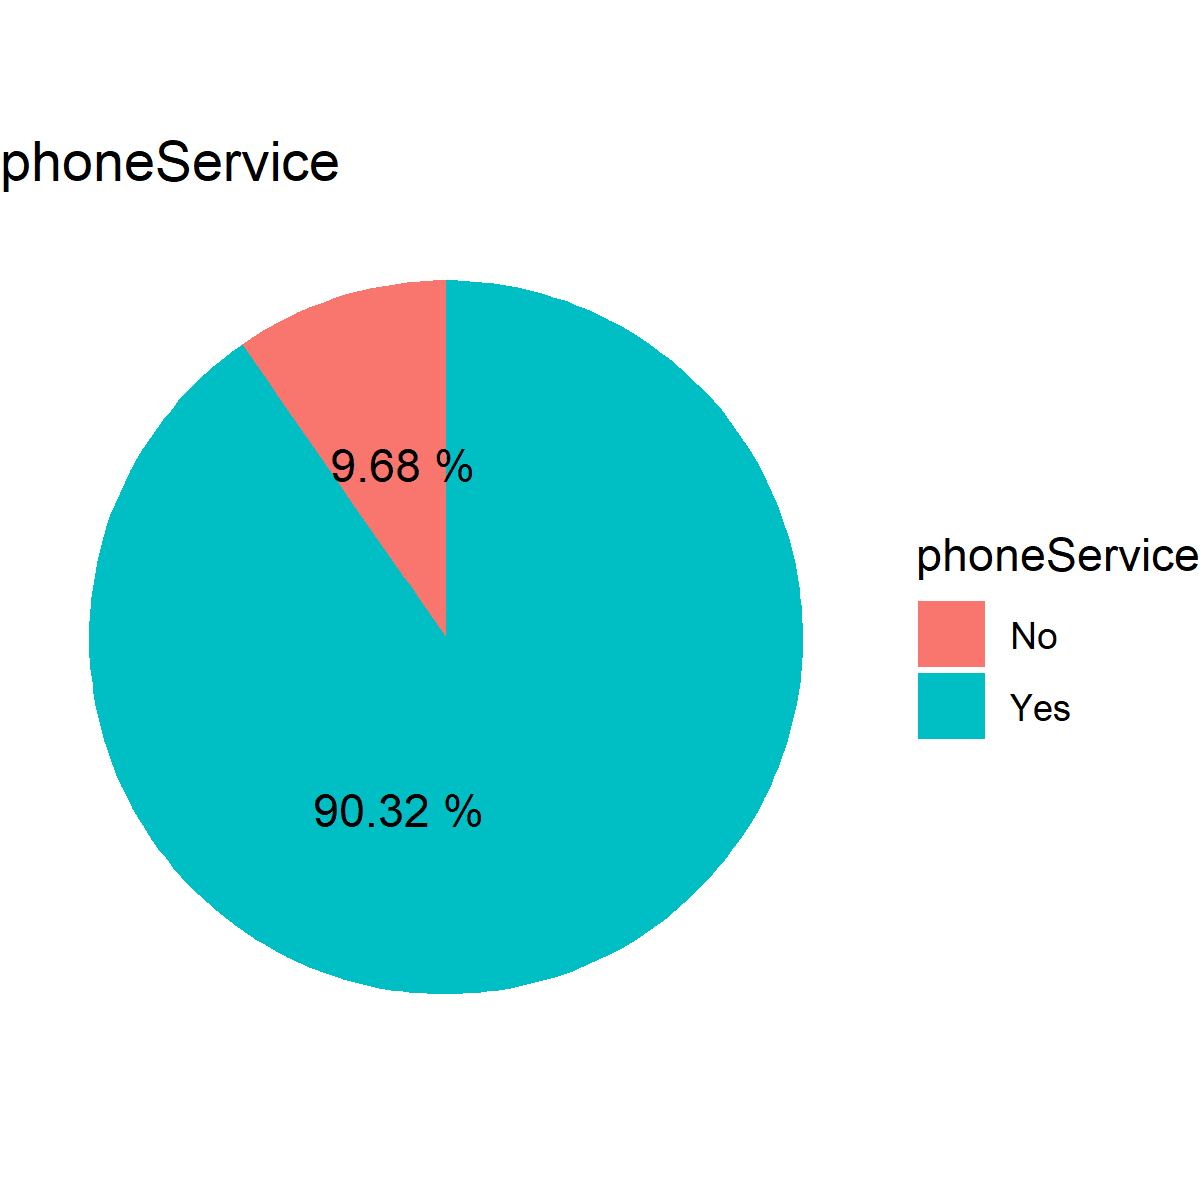 phoneService
9.68 %
90.32 %
phoneService
No
Yes